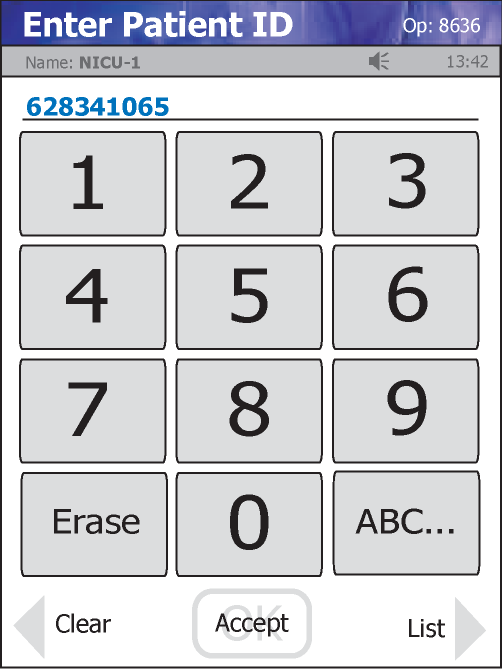 Enter Patient ID Op: 8636
Name: NICU-1 13:42
628341065
1 2 3
4 5 6
7 8 9
Erase 0 ABC...
Clear OK Accept List